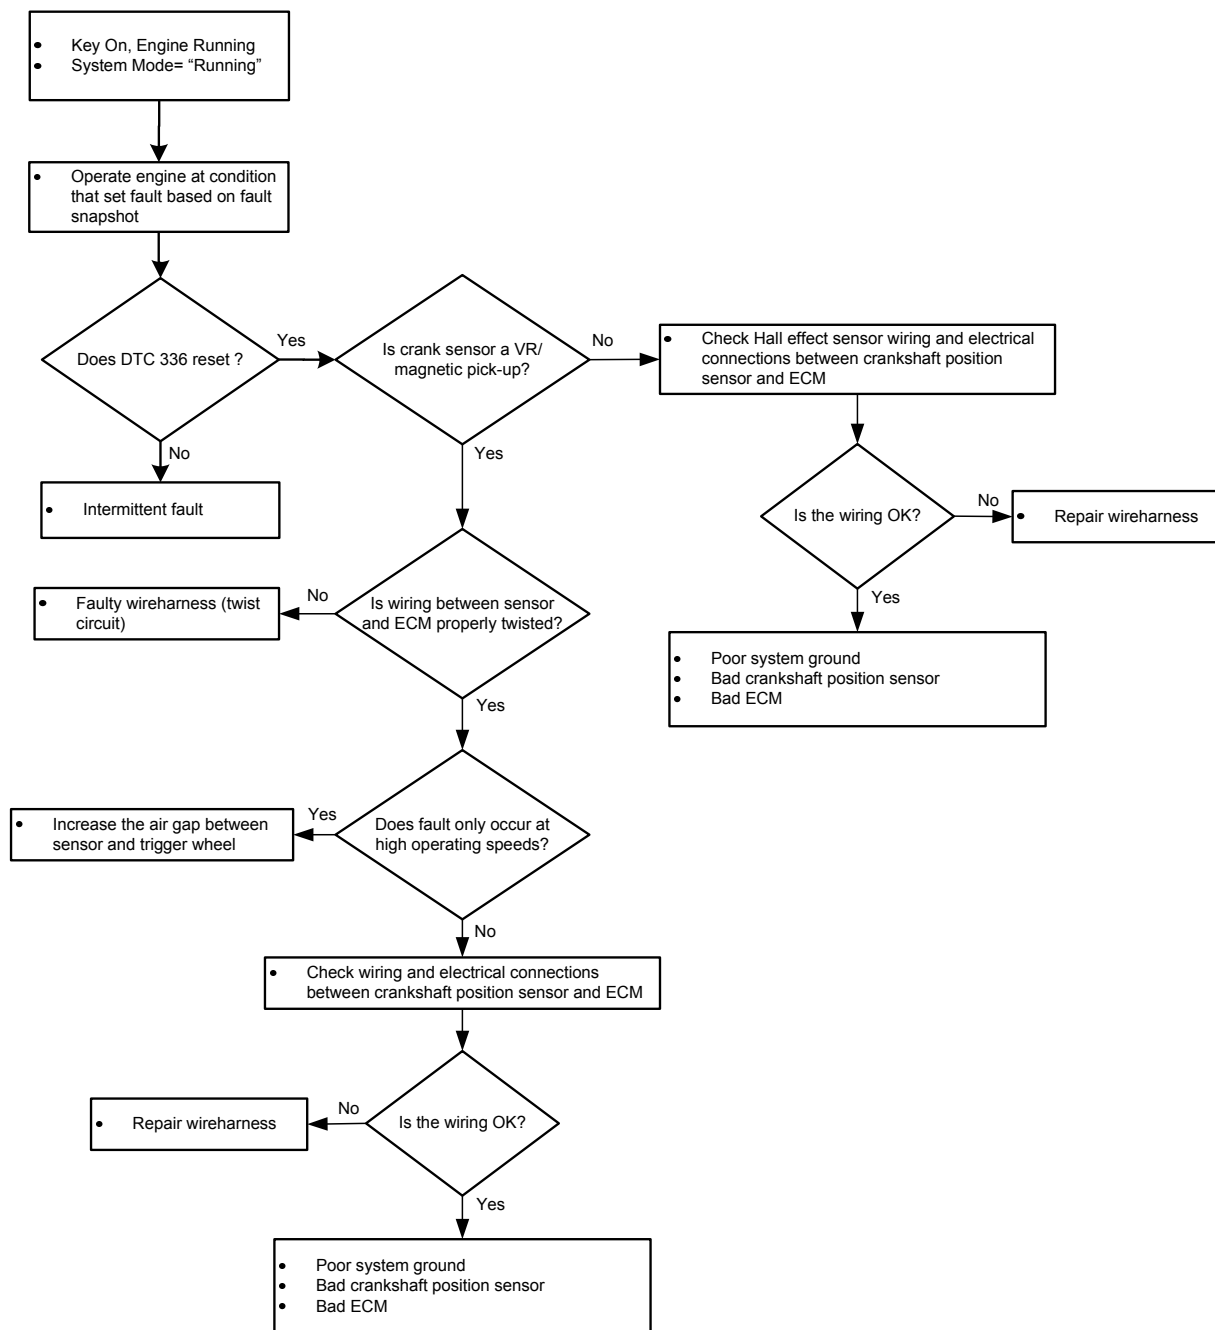 • Key On, Engine Running
• System Mode= “Running”
• Operate engine at condition
that set fault based on fault
snapshot
Does DTC 336 reset ?
Yes
No
• Intermittent fault
Is crank sensor a VR/
magnetic pick-up?
No
Yes
• Check Hall effect sensor wiring and electrical
connections between crankshaft position
sensor and ECM
Is the wiring OK?
No
• Repair wireharness
Yes
• Poor system ground
• Bad crankshaft position sensor
• Bad ECM
Is wiring between sensor
and ECM properly twisted?
No
• Faulty wireharness (twist
circuit)
Yes
Does fault only occur at
high operating speeds?
Yes
• Increase the air gap between
sensor and trigger wheel
No
• Check wiring and electrical connections
between crankshaft position sensor and ECM
Is the wiring OK?
No
• Repair wireharness
Yes
• Poor system ground
• Bad crankshaft position sensor
• Bad ECM